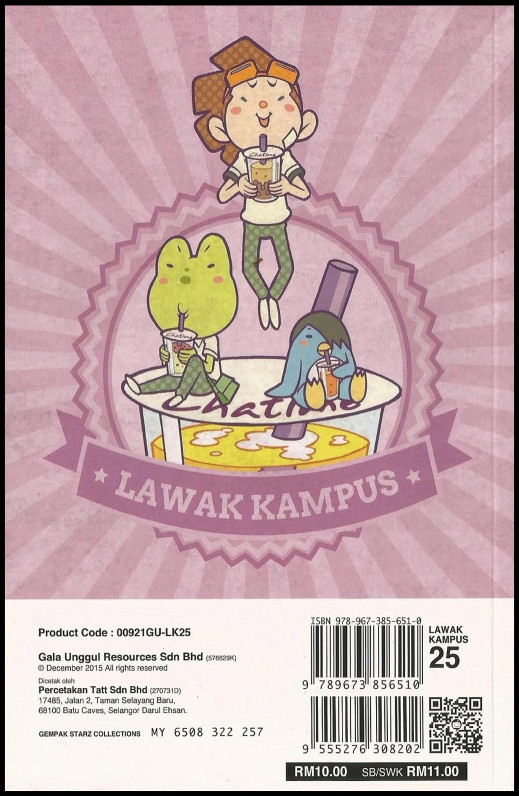 Chatime
Chatime
Chatime
LAWAK KAMPUS
Product Code : 00921GU-LK25
Gala Unggul Resources Sdn Bhd (576629K)
© December 2015 All rights reserved
Dicetak oleh
Percetakan Tatt Sdn Bhd (270731D)
17485, Jalan 2, Taman Selayang Baru,
68100 Batu Caves, Selangor Darul Ehsan.
GEMPAK STARZ COLLECTIONS MY 6508 322 257
ISBN 978-967-385-651-0
9 789673 856510
LAWAK
KAMPUS
25
9 555276 308202
RM10.00 SB/SWK RM11.00